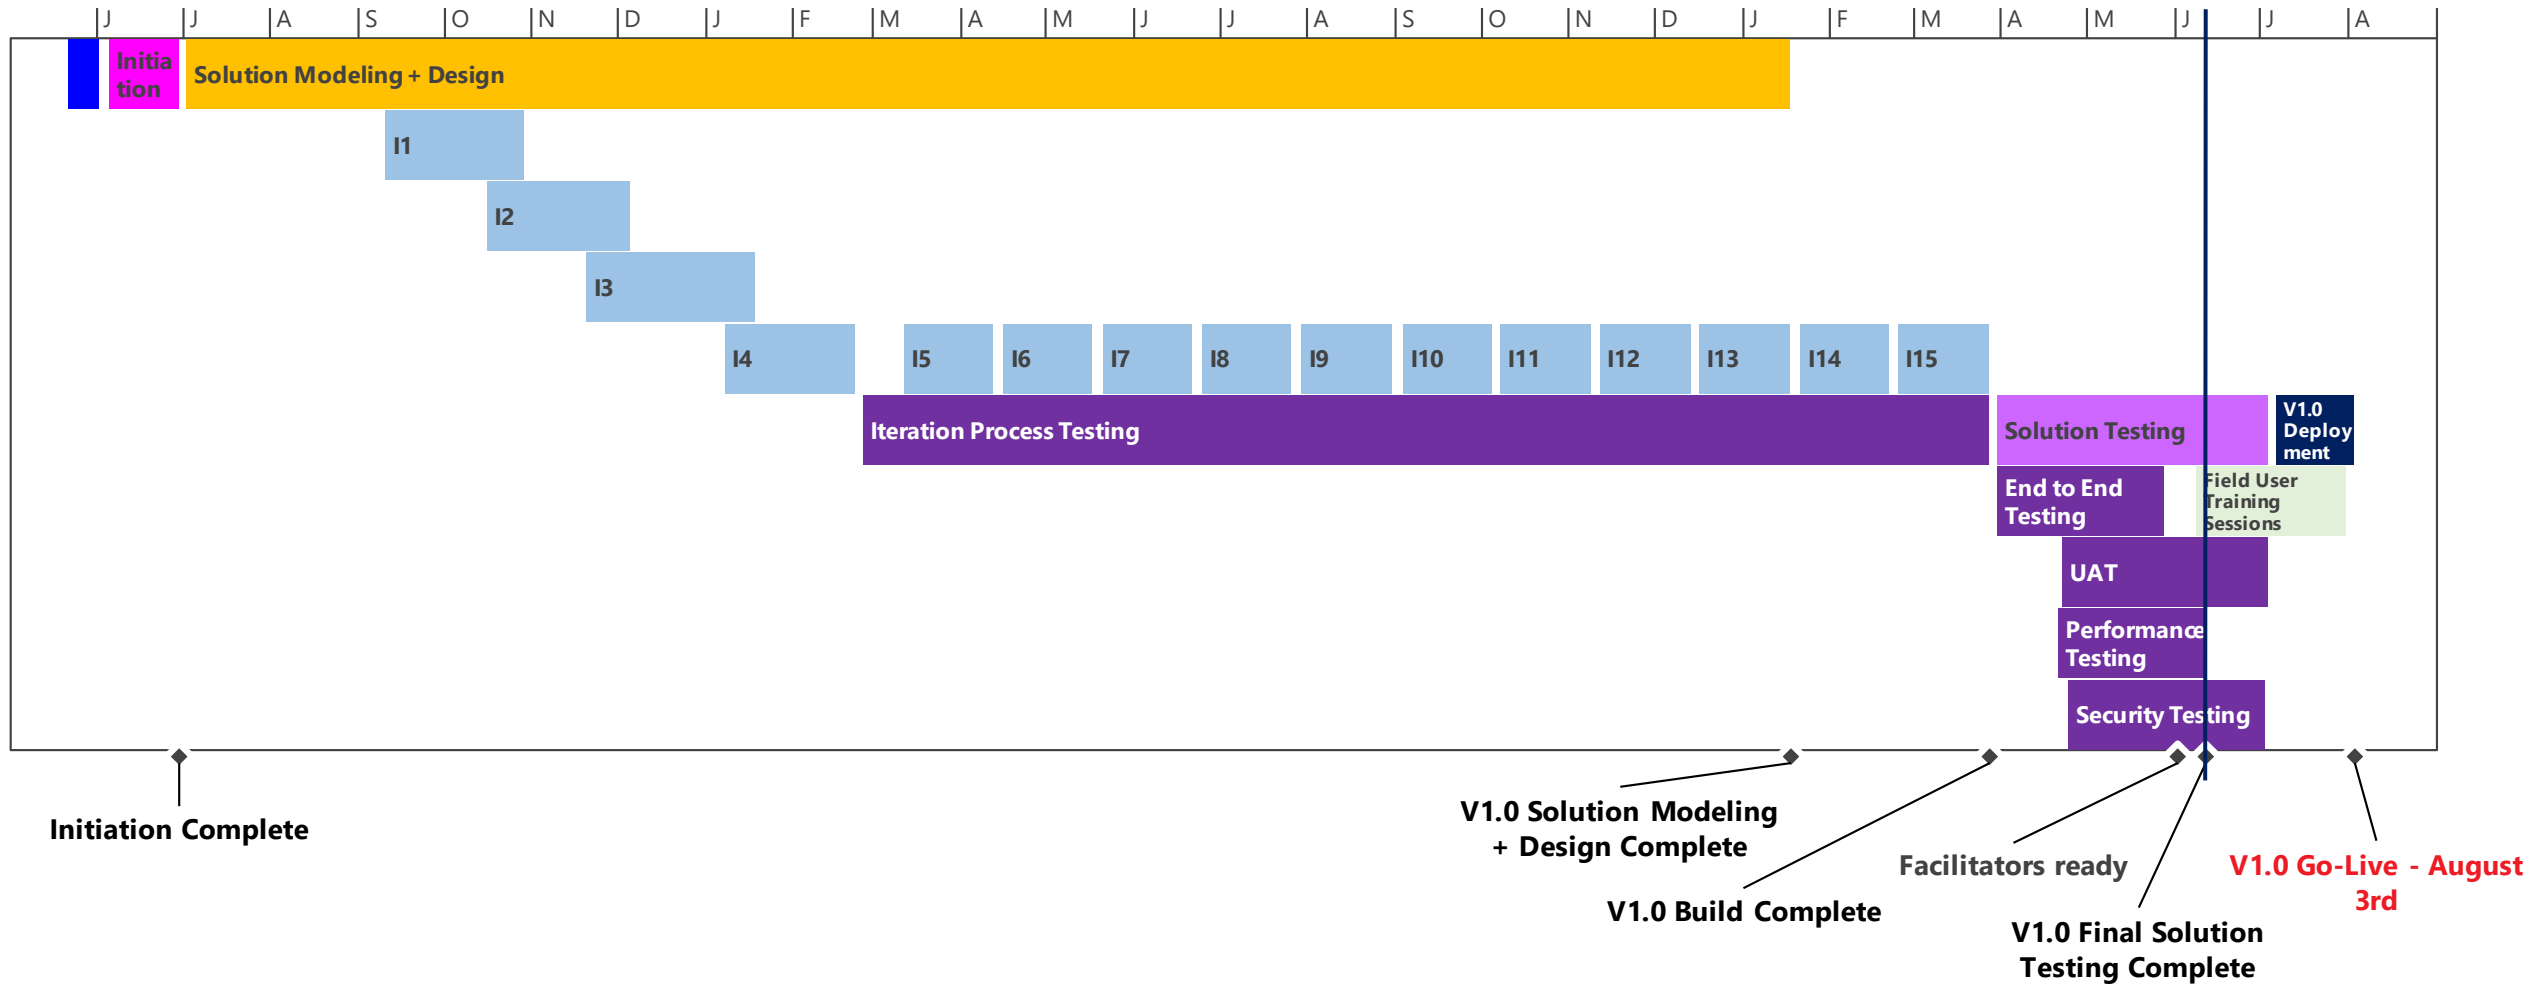 J J A S O N D J F M A M J J A S O N D J F M A M J J A
Initia
tion
Solution Modeling + Design
I1
I2
I3
I4 I5 I6 I7 I8 I9 I10 I11 I12 I13 I14 I15
Iteration Process Testing
Solution Testing
V1.0
Deploy
ment
End to End
Testing
Field User
Training
Sessions
UAT
Performance
Testing
Security Testing
Initiation Complete
V1.0 Solution Modeling
+ Design Complete
V1.0 Build Complete
Facilitators ready
V1.0 Final Solution
Testing Complete
V1.0 Go-Live - August
3rd